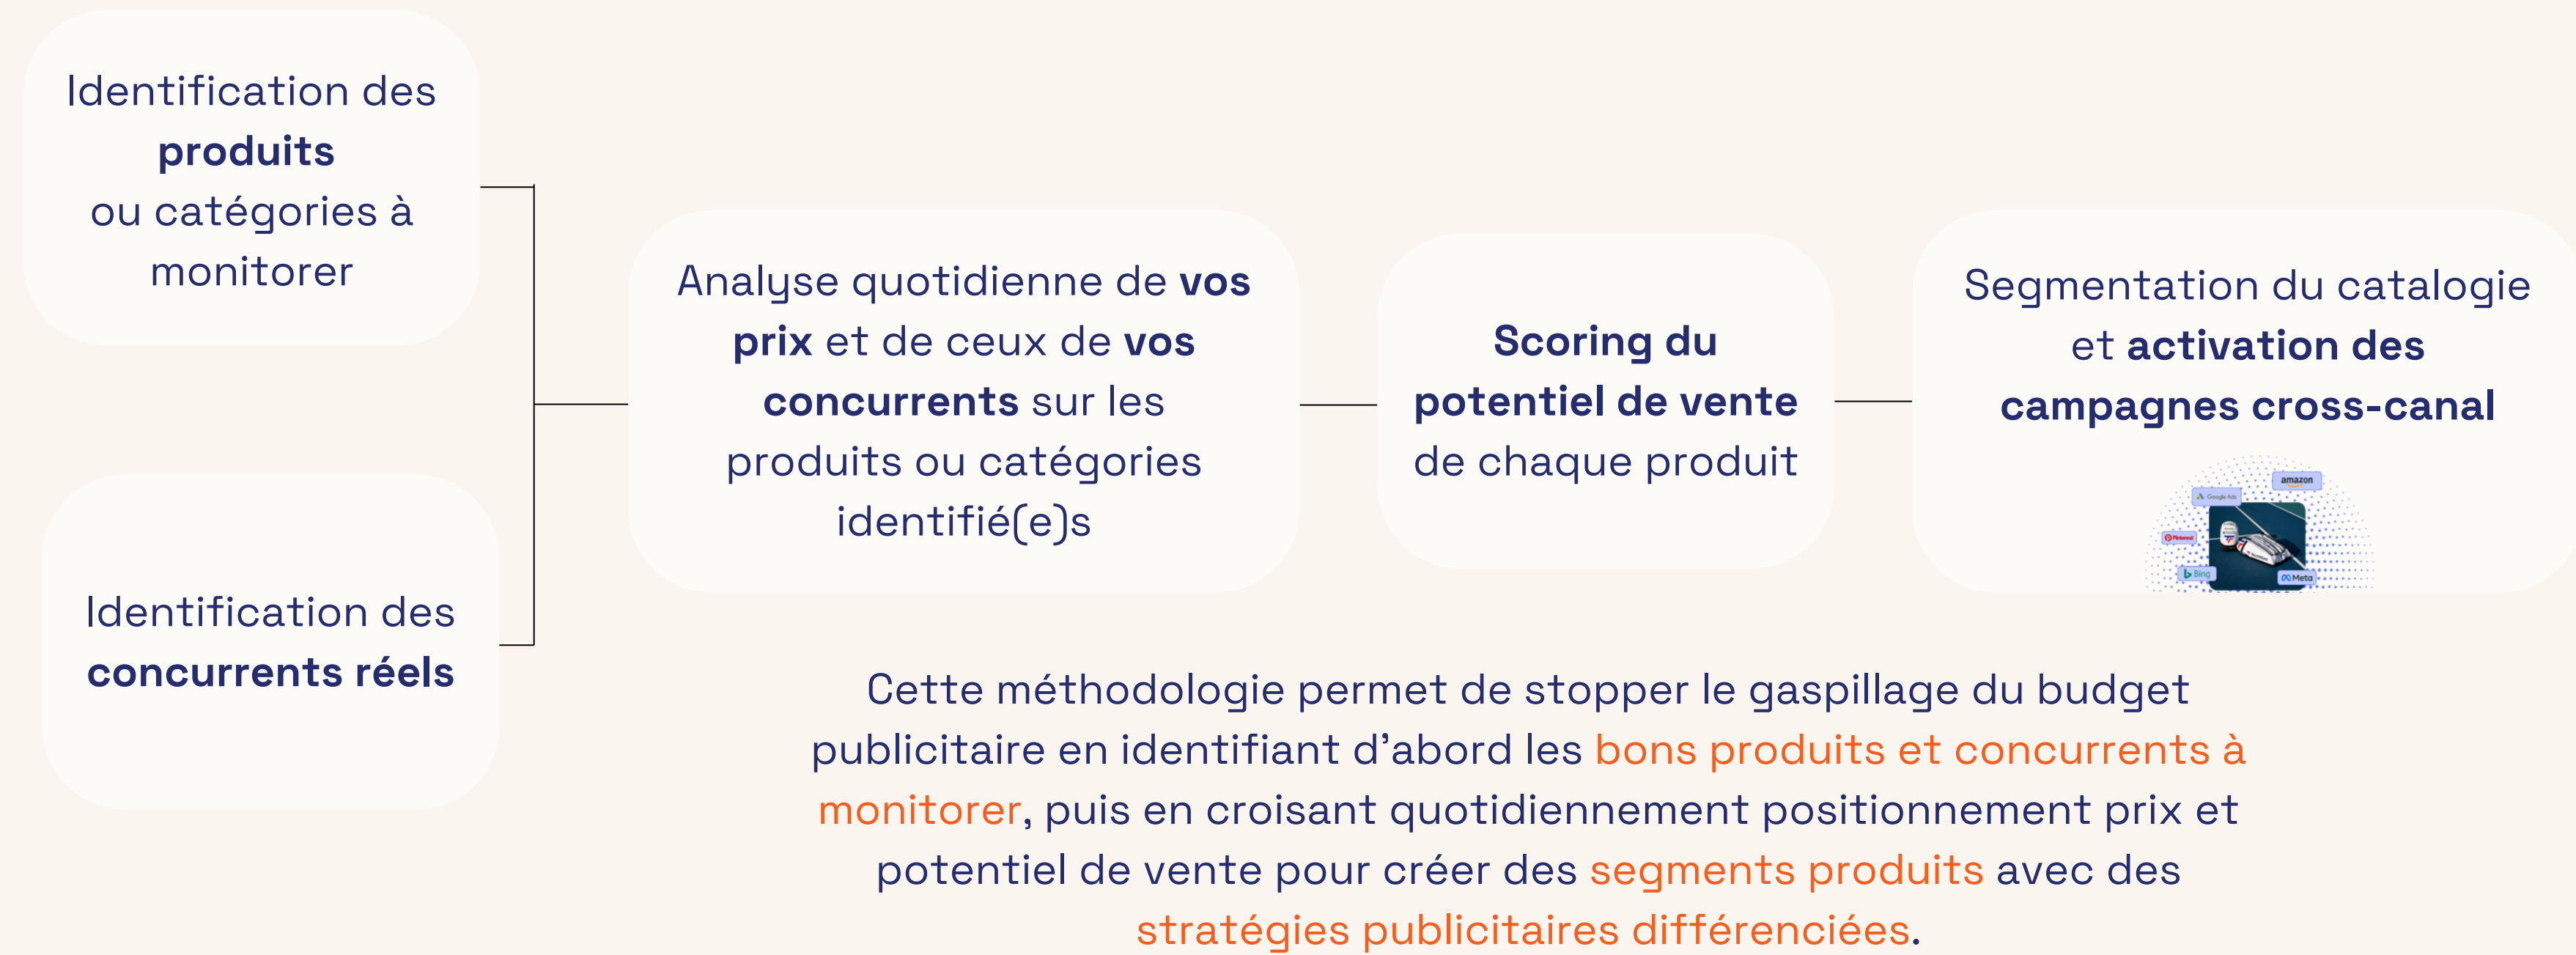 Identification des
produits
ou catégories à
monitorer
Identification des
concurrents réels
Analyse quotidienne de vos
prix et de ceux de vos
concurrents sur les
produits ou catégories
identifié(e)s
Scoring du
potentiel de vente
de chaque produit
Segmentation du catalogie
et activation des
campagnes cross-canal
amazon
Google Ads
Pinterest
Bing
Meta
Cette méthodologie permet de stopper le gaspillage du budget
publicitaire en identifiant d'abord les bons produits et concurrents à
monitorer, puis en croisant quotidiennement positionnement prix et
potentiel de vente pour créer des segments produits avec des
stratégies publicitaires différenciées.